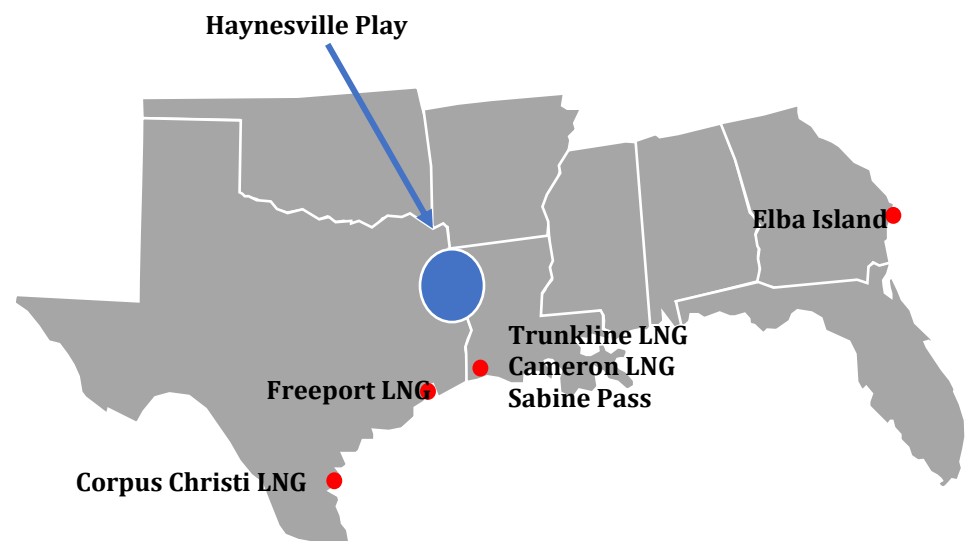 Haynesville Play
Elba Island
Trunkline LNG
Cameron LNG
Sabine Pass
Freeport LNG
Corpus Christi LNG